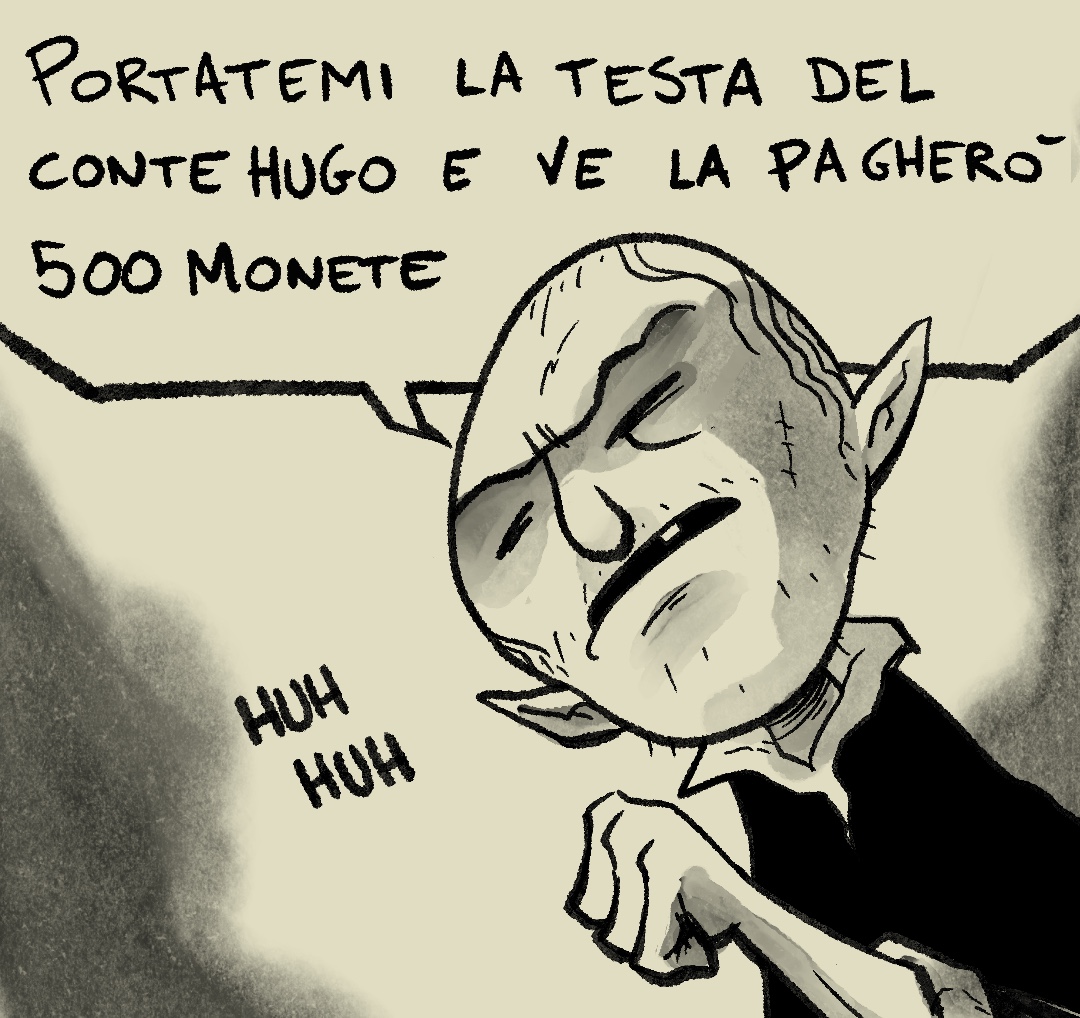 PORTATEMI LA TESTA DEL
CONTE HUGO E VE LA PAGHERÒ
500 MONETE
HUH
HUH